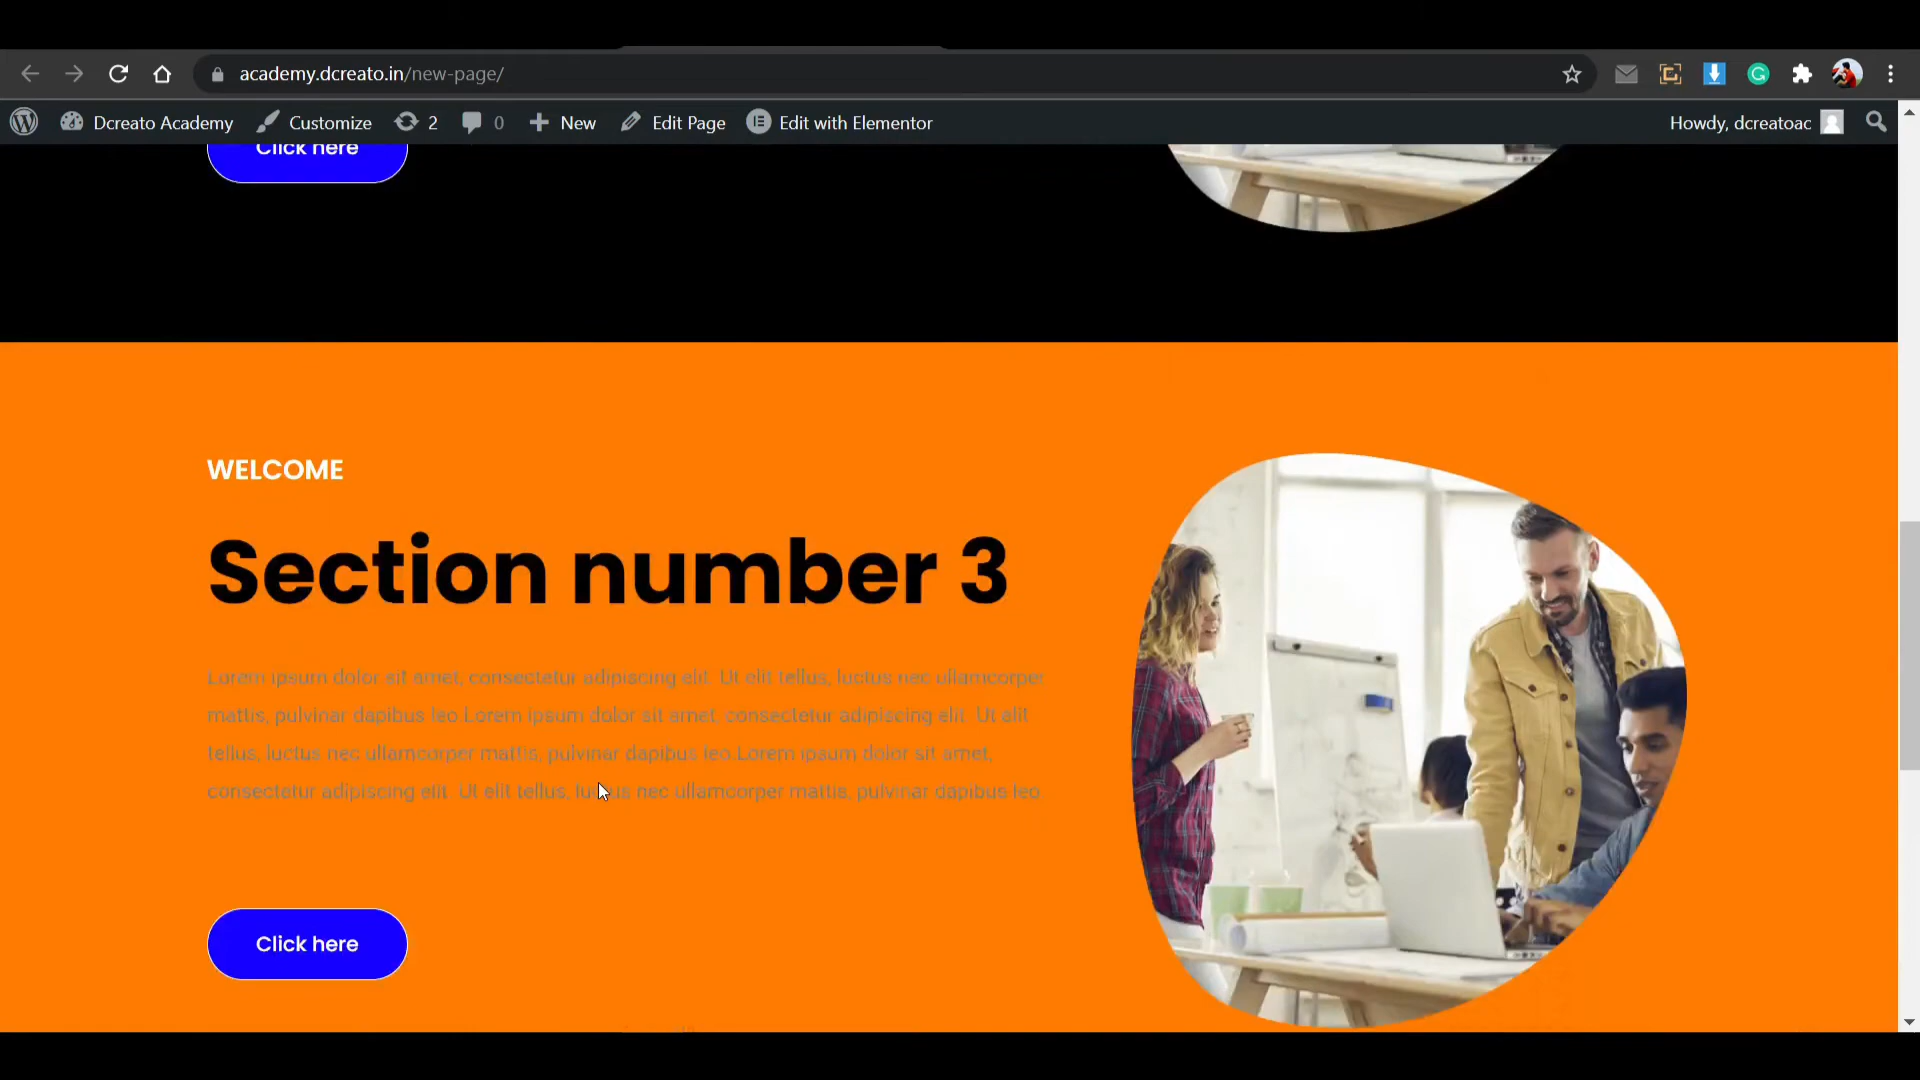 academy.dcreato.in/new-page/
Dcreato Academy Customize 2 0 New Edit Page Edit with Elementor Howdy, dcreatoac
Click here
WELCOME
Section number 3
Lorem ipsum dolor sit amet, consectetur adipiscing elit. Ut elit tellus, luctus nec ullamcorper
mattis, pulvinar dapibus leo.Lorem ipsum dolor sit amet, consectetur adipiscing elit. Ut elit
tellus, luctus nec ullamcorper mattis, pulvinar dapibus leo.Lorem ipsum dolor sit amet,
consectetur adipiscing elit. Ut elit tellus, luctus nec ullamcorper mattis, pulvinar dapibus leo.
Click here